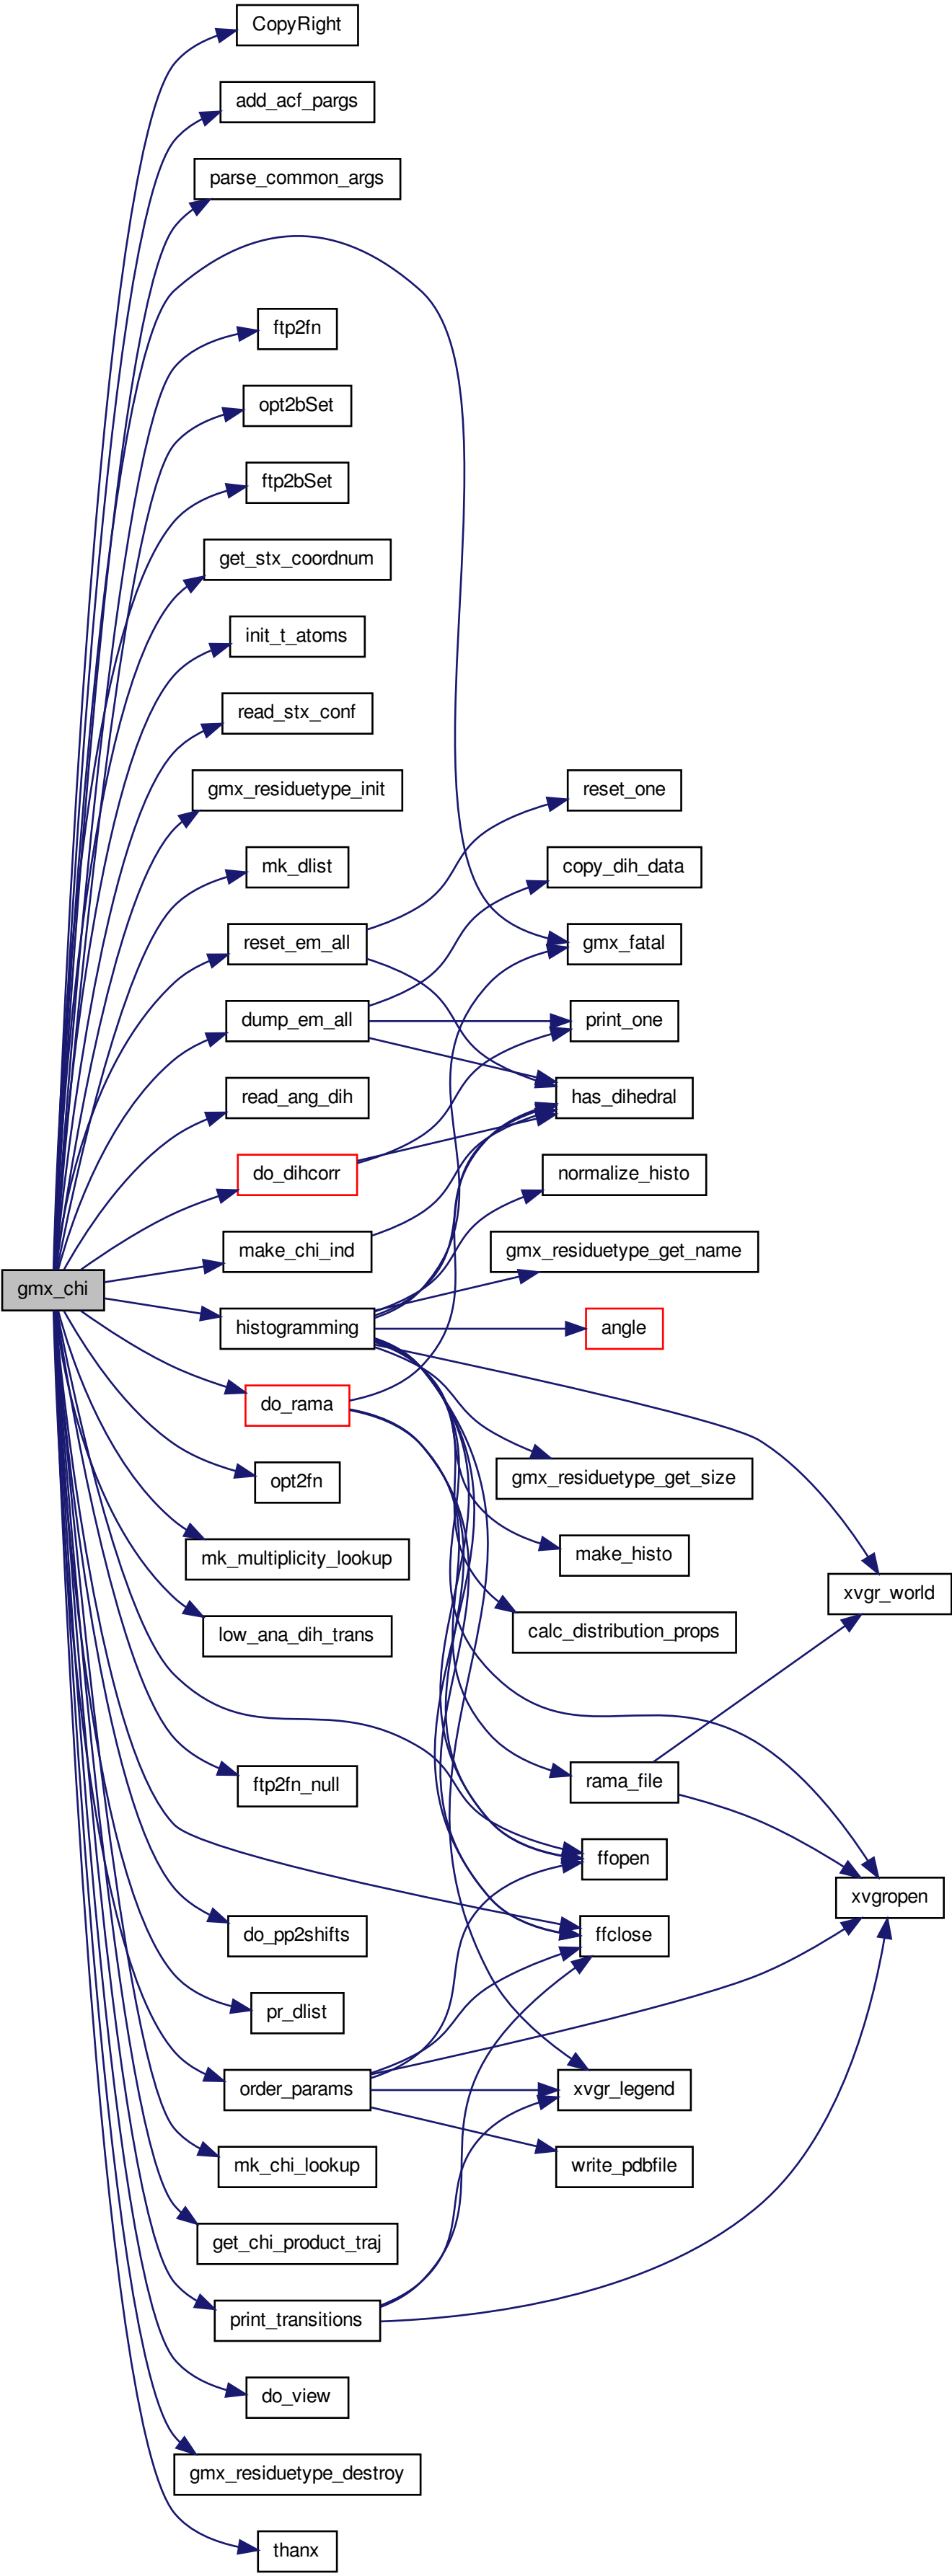 CopyRight
add_acf_pargs
parse_common_args
ftp2fn
opt2bSet
ftp2bSet
get_stx_coordnum
init_t_atoms
read_stx_conf
gmx_residuetype_init
reset_one
mk_dlist
copy_dih_data
reset_em_all
gmx_fatal
dump_em_all
print_one
read_ang_dih
has_dihedral
do_dihcorr
normalize_histo
make_chi_ind
gmx_residuetype_get_name
gmx_chi
histogramming
angle
do_rama
opt2fn
gmx_residuetype_get_size
mk_multiplicity_lookup
make_histo
xvgr_world
low_ana_dih_trans
calc_distribution_props
ftp2fn_null
rama_file
ffopen
xvgropen
do_pp2shifts
ffclose
pr_dlist
order_params
xvgr_legend
mk_chi_lookup
write_pdbfile
get_chi_product_traj
print_transitions
do_view
gmx_residuetype_destroy
thanx